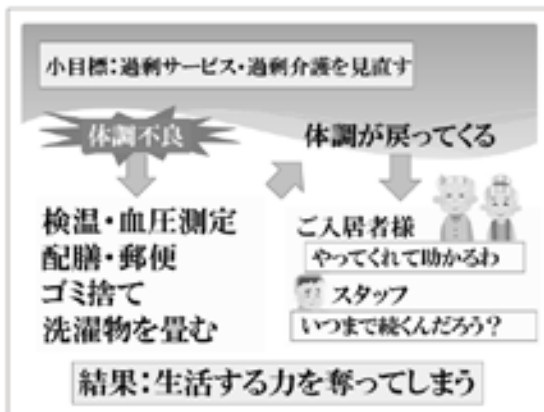 小目標：過剰サービス・過剰介護を見直す
体調不良
検温・血圧測定
配膳・郵便
ゴミ捨て
洗濯物を畳む
体調が戻ってくる
ご入居者様
やってくれて助かるわ
スタッフ
いつまで続くんだろう？
結果：生活する力を奪ってしまう